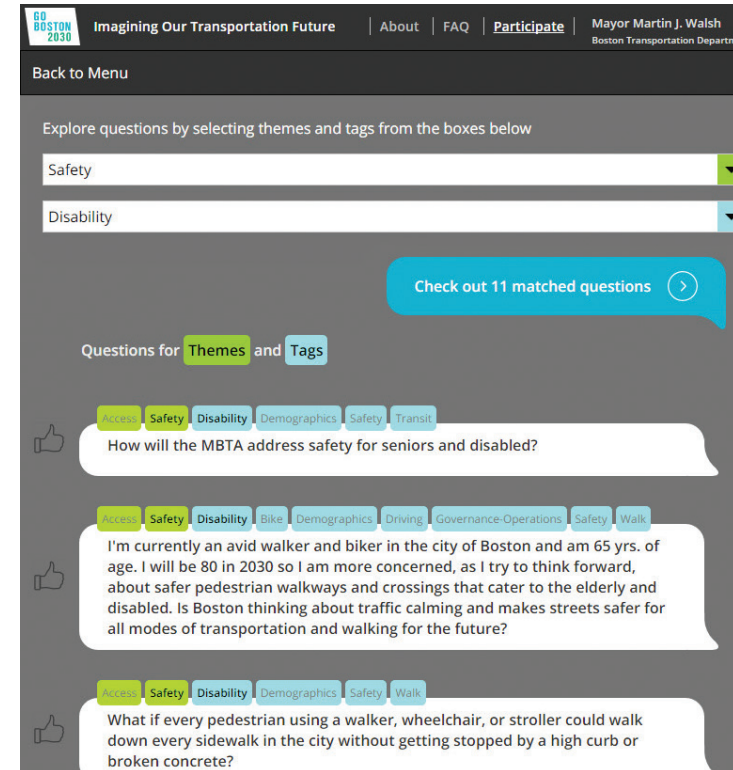 GO
BOSTON
2030
Imagining Our Transportation Future | About | FAQ | Participate | Mayor Martin J. Walsh
Boston Transportation
Back to Menu
Explore questions by selecting themes and tags from the boxes below
Safety
Disability
Check out 11 matched questions
Questions for Themes and Tags
Access Safety Disability Demographics Safety Transit
How will the MBTA address safety for seniors and disabled?
Access Safety Disability Bike Demographics Driving Governance-Operations Safety Walk
I'm currently an avid walker and biker in the city of Boston and am 65 yrs. of
age. I will be 80 in 2030 so I am more concerned, as I try to think forward,
about safer pedestrian walkways and crossings that cater to the elderly and
disabled. Is Boston thinking about traffic calming and makes streets safer for
all modes of transportation and walking for the future?
Access Safety Disability Demographics Safety Walk
What if every pedestrian using a walker, wheelchair, or stroller could walk
down every sidewalk in the city without getting stopped by a high curb or
broken concrete?